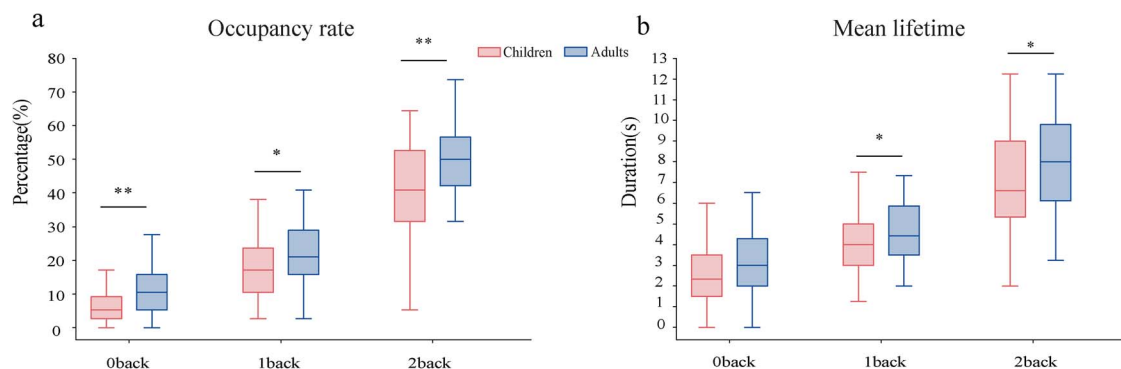 a
Occupancy rate
Children
Adults
Percentage(%)
80
70
60
50
40
30
20
10
0
**
*
**
0back
1back
2back
b
Mean lifetime
Duration(s)
13
12
11
10
9
8
7
6
5
4
3
2
1
0
*
*
0back
1back
2back